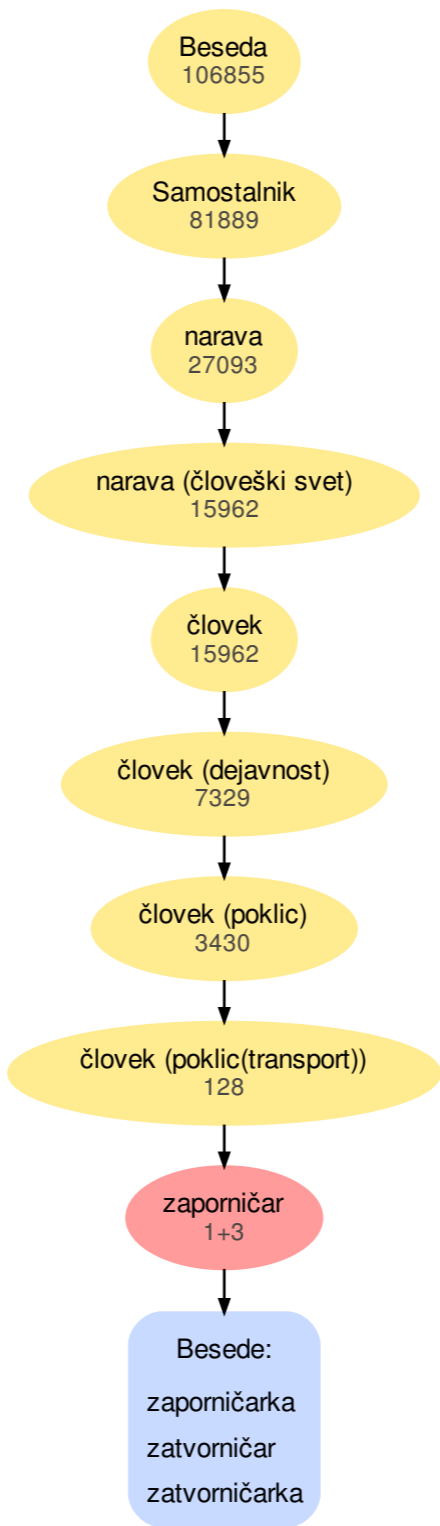 Beseda
106855
Samostalnik
81889
narava
27093
narava (človeški svet)
15962
človek
15962
človek (dejavnost)
7329
človek (poklic)
3430
človek (poklic(transport))
128
zaporničar
1+3
Besede:
zaporničarka
zatvorničar
zatvorničarka